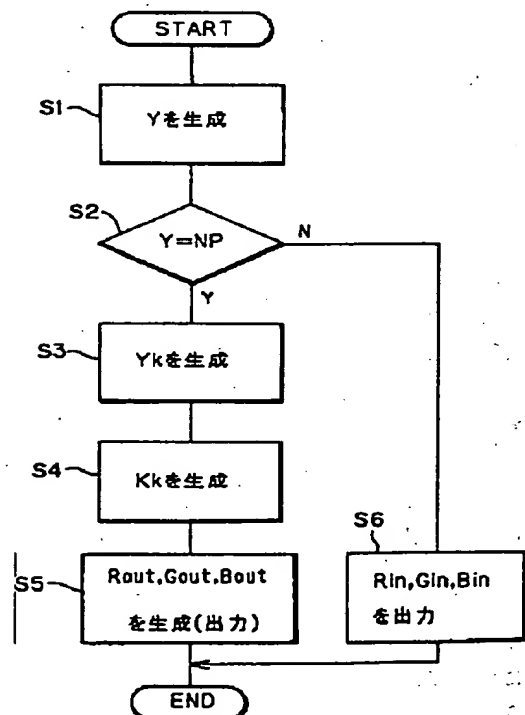 START
S1
Yを生成
S2
Y=NP
N
Y
S3
Ykを生成
S4
Kkを生成
S5
Rout,Gout,Bout
を生成(出力)
S6
Rin,Gin,Bin
を出力
END